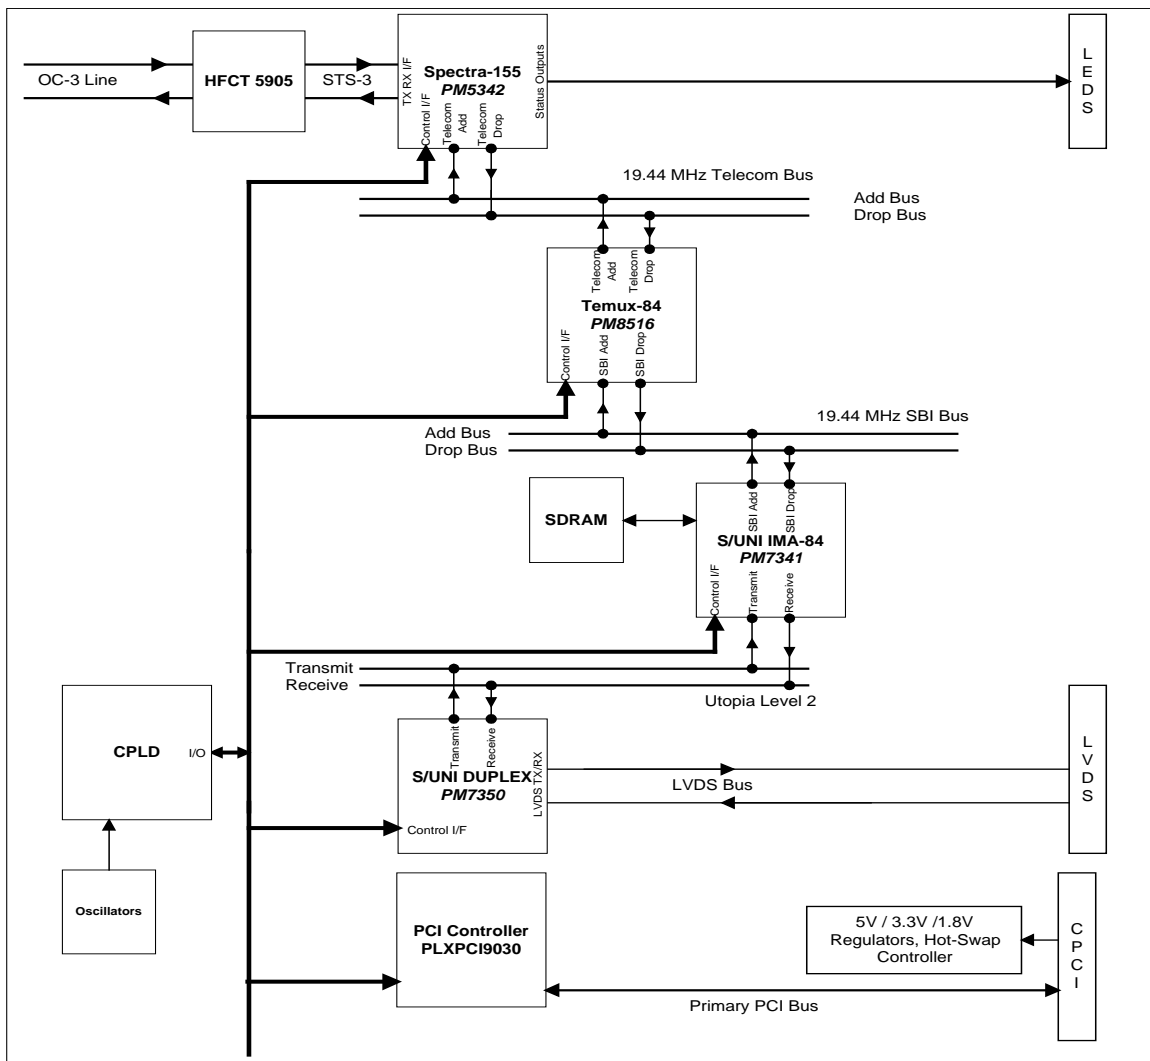 OC-3 Line
HFCT 5905
STS-3
TX RX I/F
Spectra-155
PM5342
Status Outputs
Control I/F
Telecom
Add
Telecom
Drop
L
E
D
S
19.44 MHz Telecom Bus
Add Bus
Drop Bus
Telecom
Add
Telecom
Drop
Temux-84
PM8516
Control I/F
SBI Add
SBI Drop
19.44 MHz SBI Bus
Add Bus
Drop Bus
SDRAM
SBI Add
SBI Drop
S/UNI IMA-84
PM7341
Control I/F
Transmit
Receive
Transmit
Receive
Utopia Level 2
CPLD
I/O
Transmit
Receive
S/UNI DUPLEX
PM7350
LVDS TX/RX
Control I/F
LVDS Bus
L
V
D
S
Oscillators
PCI Controller
PLXPCI9030
5V / 3.3V /1.8V
Regulators, Hot-Swap
Controller
C
P
C
I
Primary PCI Bus